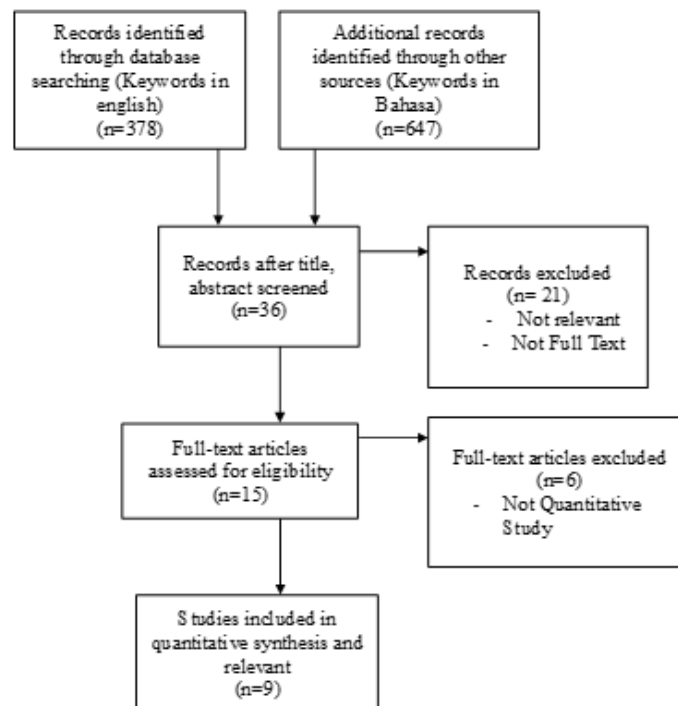 Records identified
through database
searching (Keywords in
english)
(n=378)
Additional records
identified through other
sources (Keywords in
Bahasa)
(n=647)
Records after title,
abstract screened
(n=36)
Records excluded
(n= 21)
- Not relevant
- Not Full Text
Full-text articles
assessed for eligibility
(n=15)
Full-text articles excluded
(n=6)
- Not Quantitative
Study
Studies included in
quantitative synthesis and
relevant
(n=9)